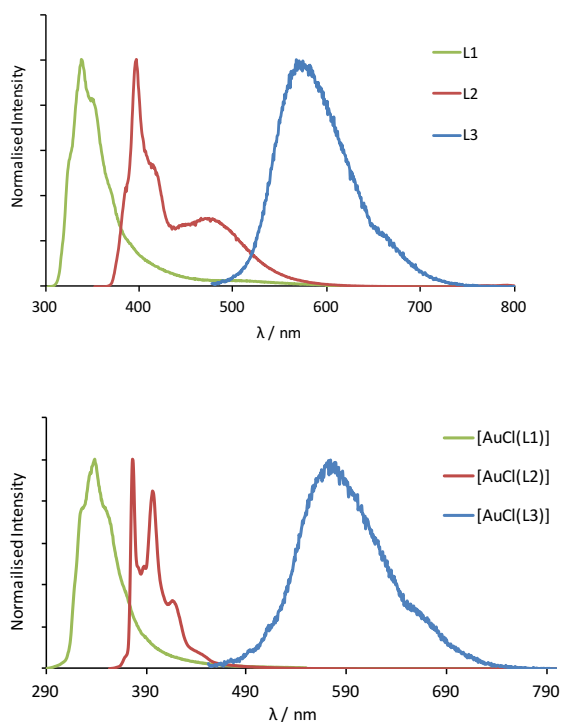 Normalised Intensity
L1
L2
L3
300 400 500 600 700 800
λ / nm
Normailised Intensity
[AuCl(L1)]
[AuCl(L2)]
[AuCl(L3)]
290 390 490 590 690 790
λ / nm